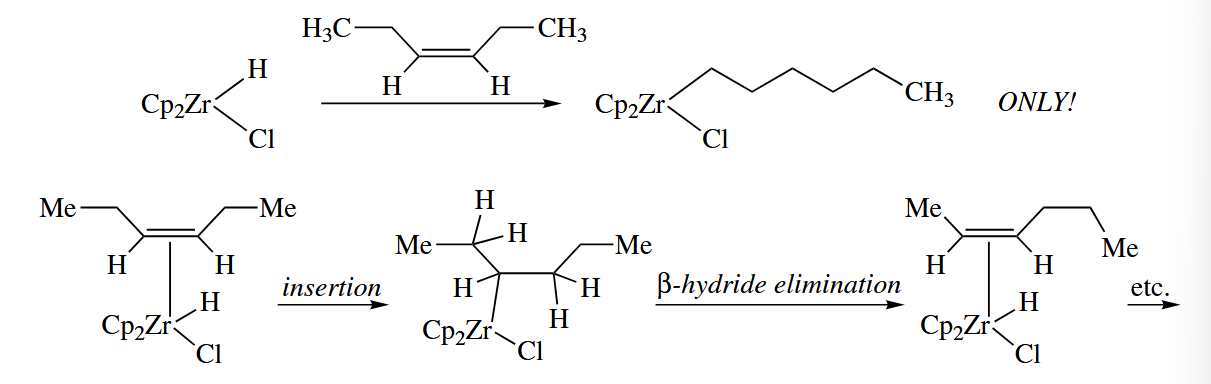 H3C CH3
H H
H
Cp2Zr
Cl
Cp2Zr
Cl
CH3
ONLY!
Me Me
H H
H
Cp2Zr
Cl
insertion
H
H
Me Me
H H
H
Cp2Zr
Cl
β-hydride elimination
Me
Me
H H
H
Cp2Zr
Cl
etc.